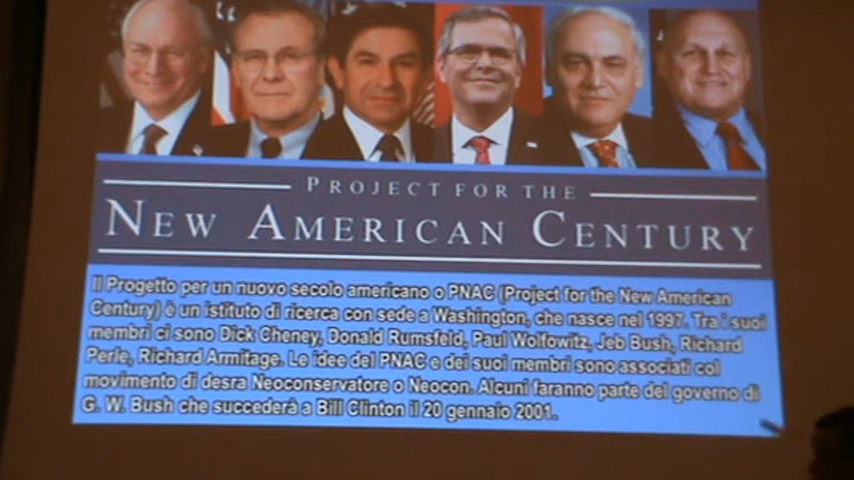 PROJECT FOR THE
NEW AMERICAN CENTURY
Il Progetto per un nuovo secolo americano o PNAC (Project for the New American
Century) è un istituto di ricerca con sede a Washington, che nasce nel 1997. Tra i suoi
membri ci sono Dick Cheney, Donald Rumsfeld, Paul Wolfowitz, Jeb Bush, Richard
Perle, Richard Armitage. Le idee del PNAC e dei suoi membri sono associati col
movimento di desra Neoconservatore o Neocon. Alcuni faranno parte del governo di
G. W. Bush che succederà a Bill Clinton il 20 gennaio 2001.